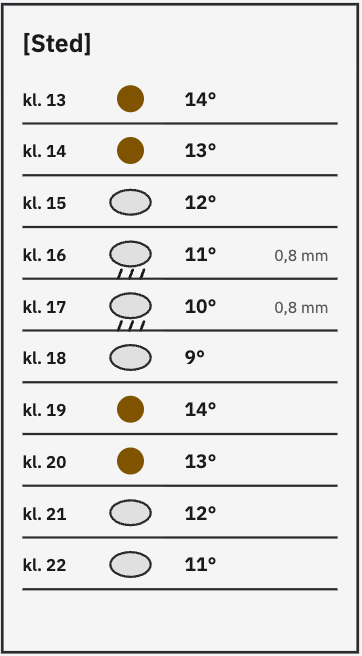 [Sted]
kl. 13 14°
kl. 14 13°
kl. 15 12°
kl. 16 11° 0,8 mm
kl. 17 10° 0,8 mm
kl. 18 9°
kl. 19 14°
kl. 20 13°
kl. 21 12°
kl. 22 11°